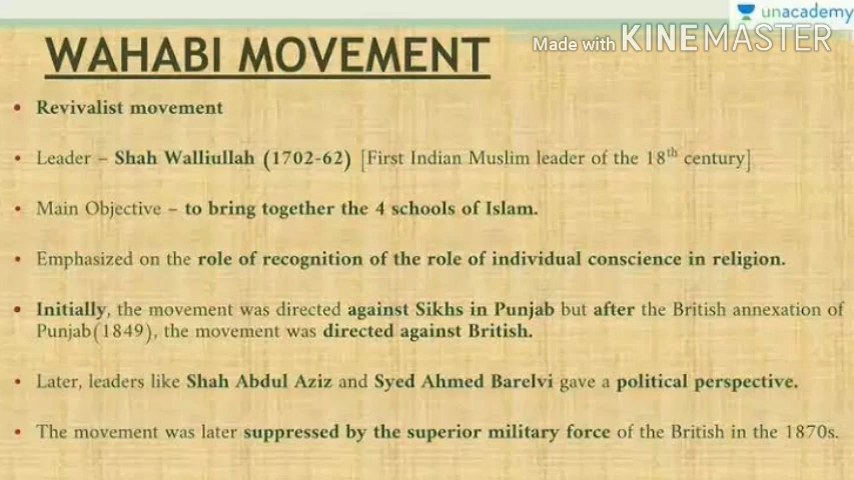 unacademy
Made with KINEMASTER
WAHABI MOVEMENT
• Revivalist movement
• Leader – Shah Walliullah (1702-62) [First Indian Muslim leader of the 18th century]
• Main Objective – to bring together the 4 schools of Islam.
• Emphasized on the role of recognition of the role of individual conscience in religion.
• Initially, the movement was directed against Sikhs in Punjab but after the British annexation of
Punjab(1849), the movement was directed against British.
• Later, leaders like Shah Abdul Aziz and Syed Ahmed Barelvi gave a political perspective.
• The movement was later suppressed by the superior military force of the British in the 1870s.